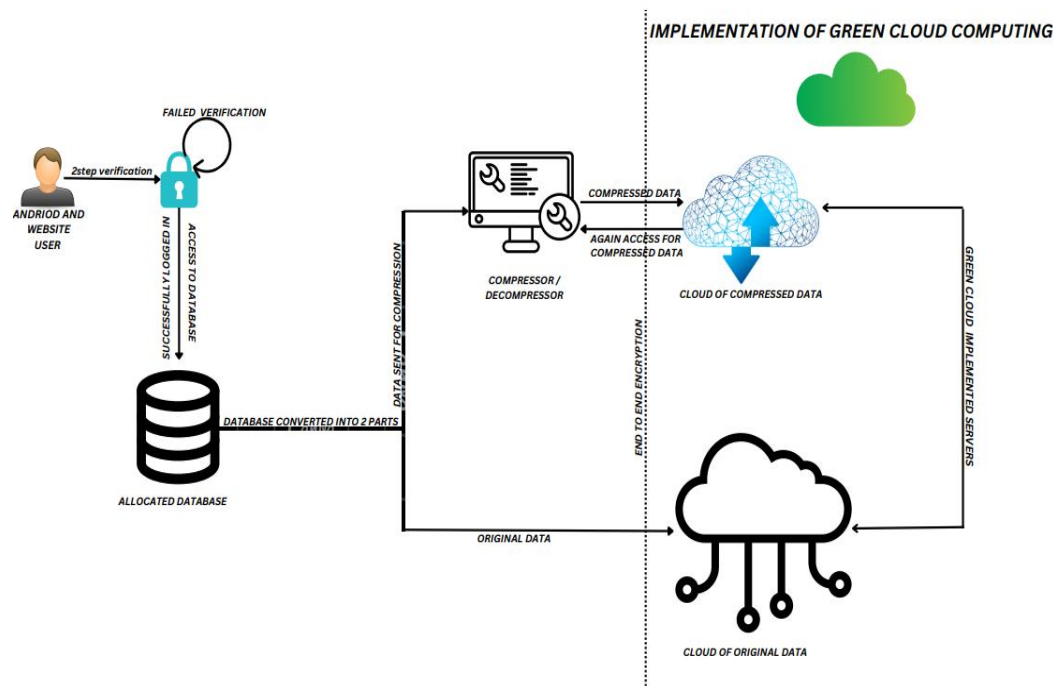 IMPLEMENTATION OF GREEN CLOUD COMPUTING
FAILED VERIFICATION
2step verification
ANDRIOD AND
WEBSITE
USER
ACCESS TO DATABASE
SUCCESSFULLY LOGGED IN
COMPRESSED DATA
AGAIN ACCESS FOR
COMPRESSED DATA
COMPRESSOR /
DECOMPRESSOR
CLOUD OF COMPRESSED DATA
DATA SENT FOR COMPRESSION
END TO END ENCRYPTION
GREEN CLOUD IMPLEMENTED SERVERS
DATABASE CONVERTED INTO 2 PARTS
ALLOCATED DATABASE
ORIGINAL DATA
CLOUD OF ORIGINAL DATA